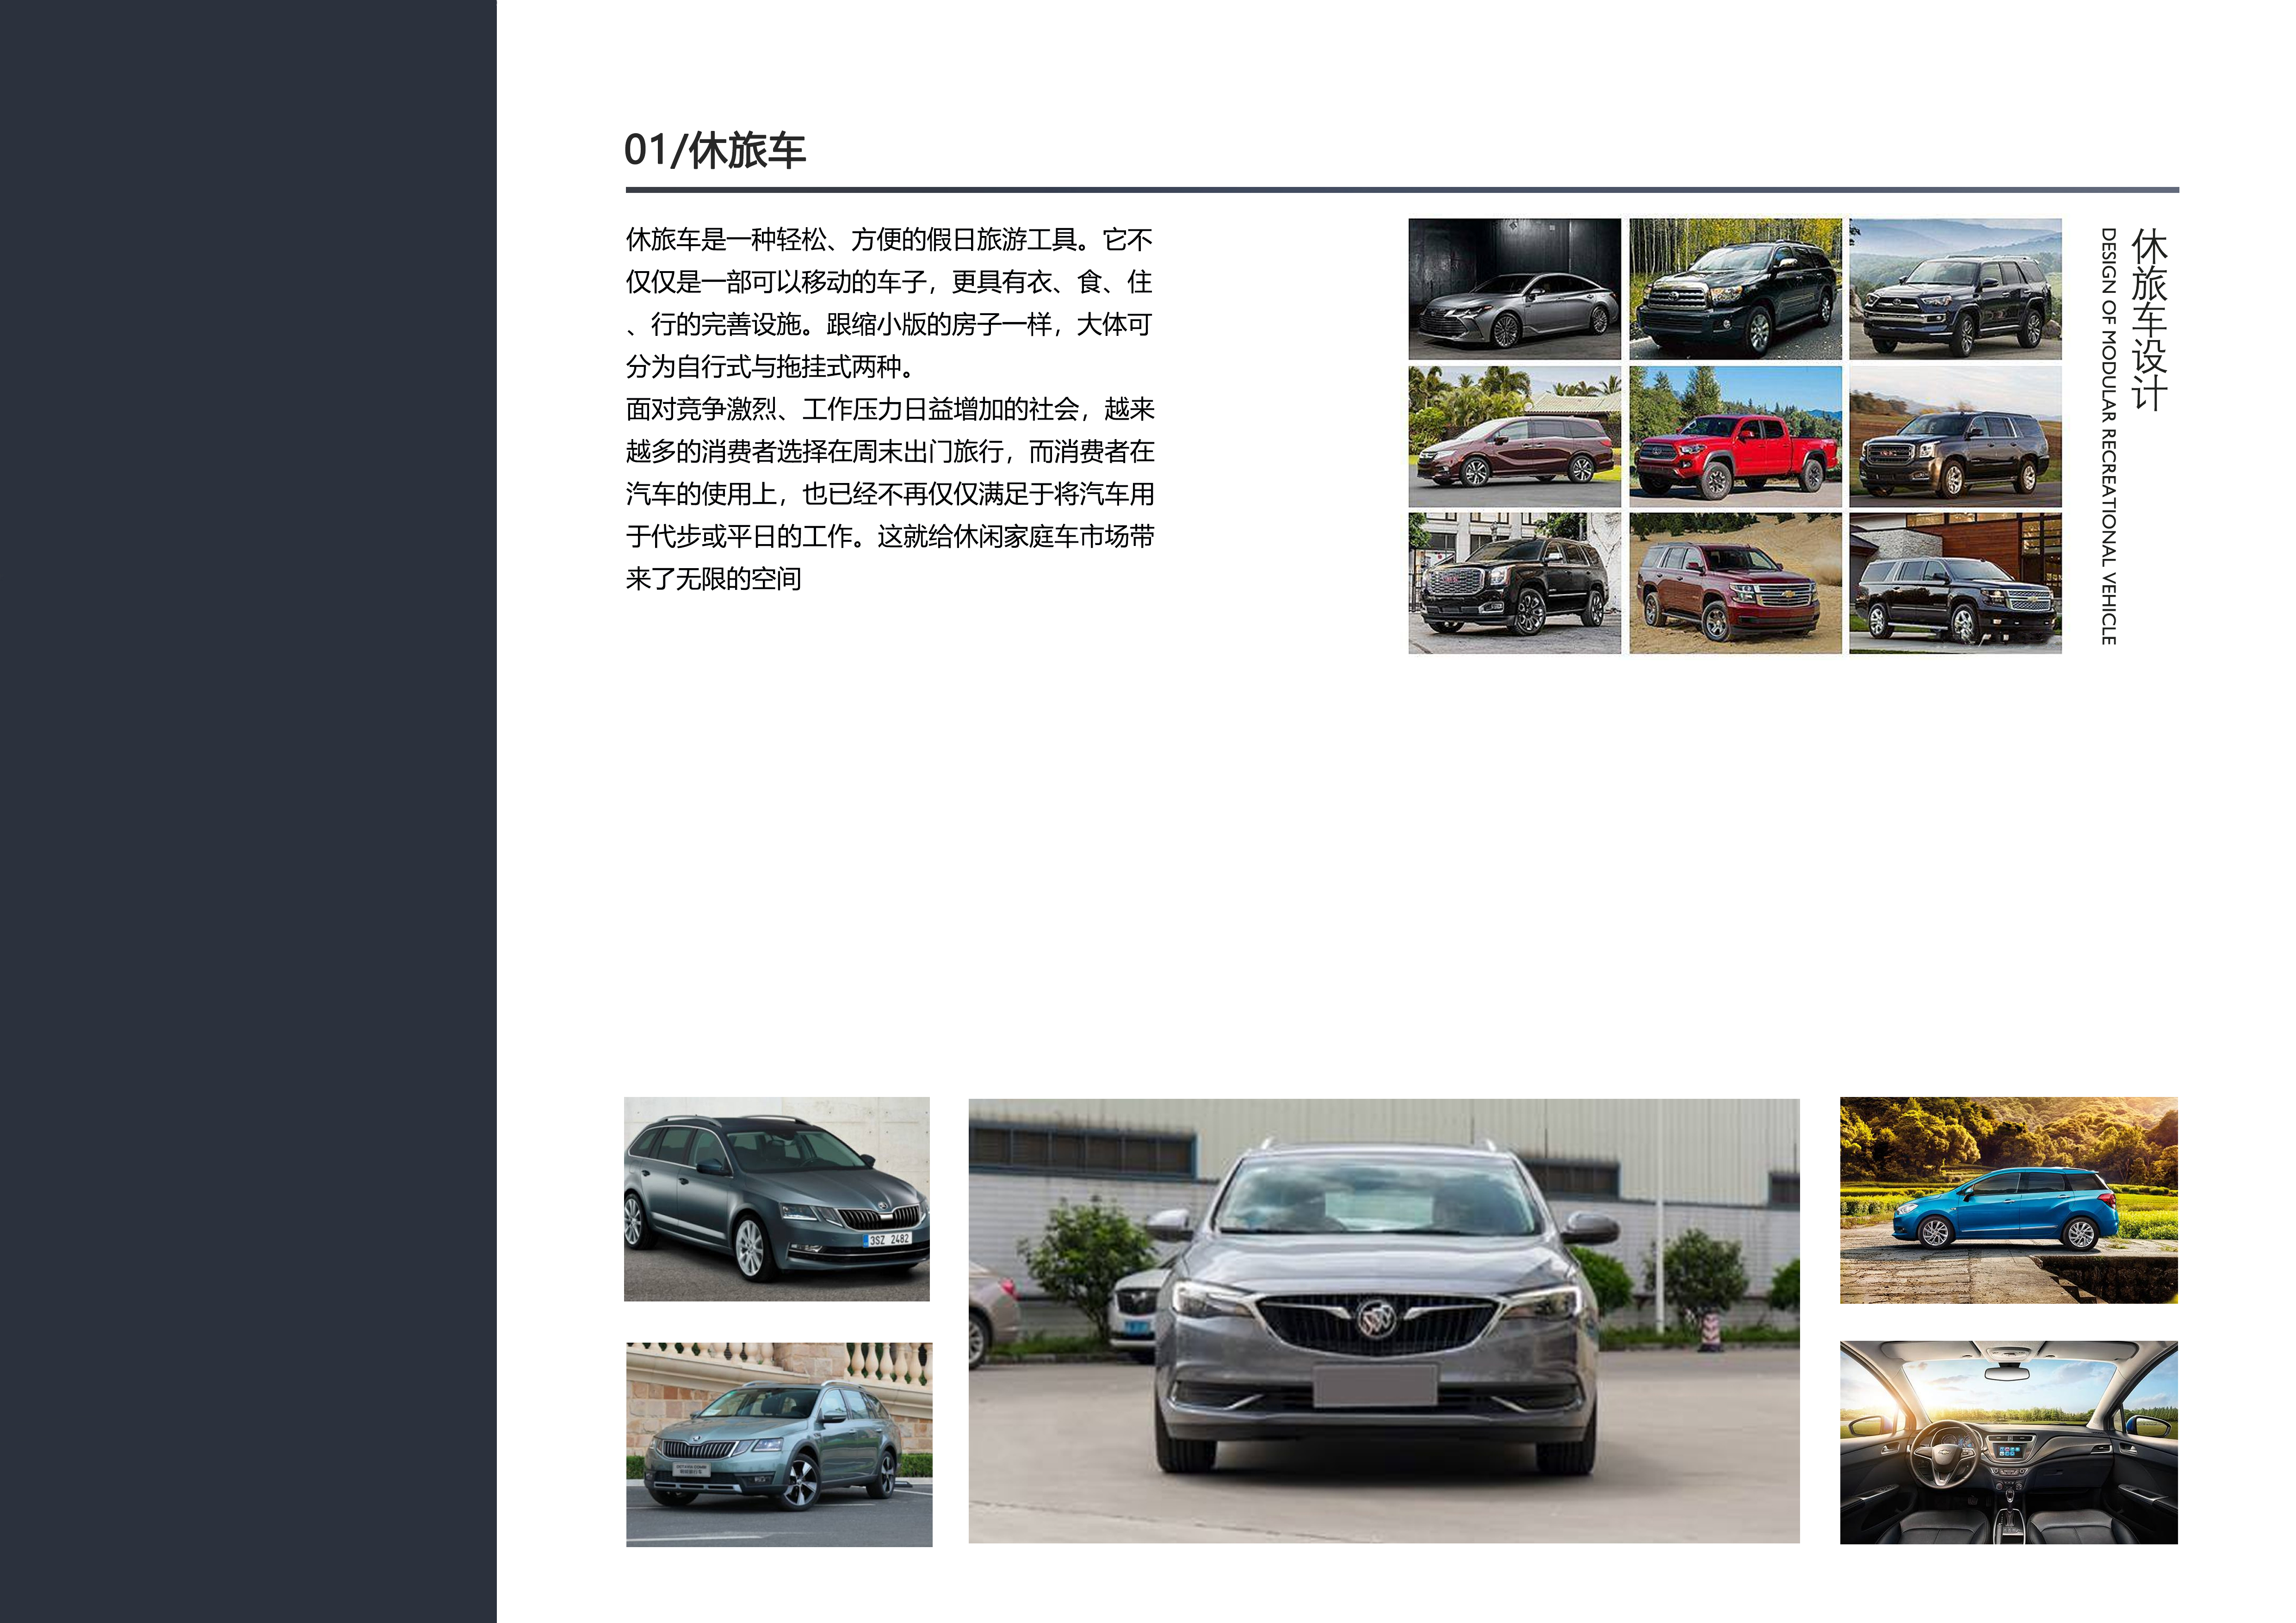 01/休旅车
休旅车是一种轻松、方便的假日旅游工具。它不
仅仅是一部可以移动的车子，更具有衣、食、住
、行的完善设施。跟缩小版的房子一样，大体可
分为自行式与拖挂式两种。
面对竞争激烈、工作压力日益增加的社会，越来
越多的消费者选择在周末出门旅行，而消费者在
汽车的使用上，也已经不再仅仅满足于将汽车用
于代步或平日的工作。这就给休闲家庭车市场带
来了无限的空间
休旅车设计
DESIGN OF MODULAR RECREATIONAL VEHICLE
3SZ 2482